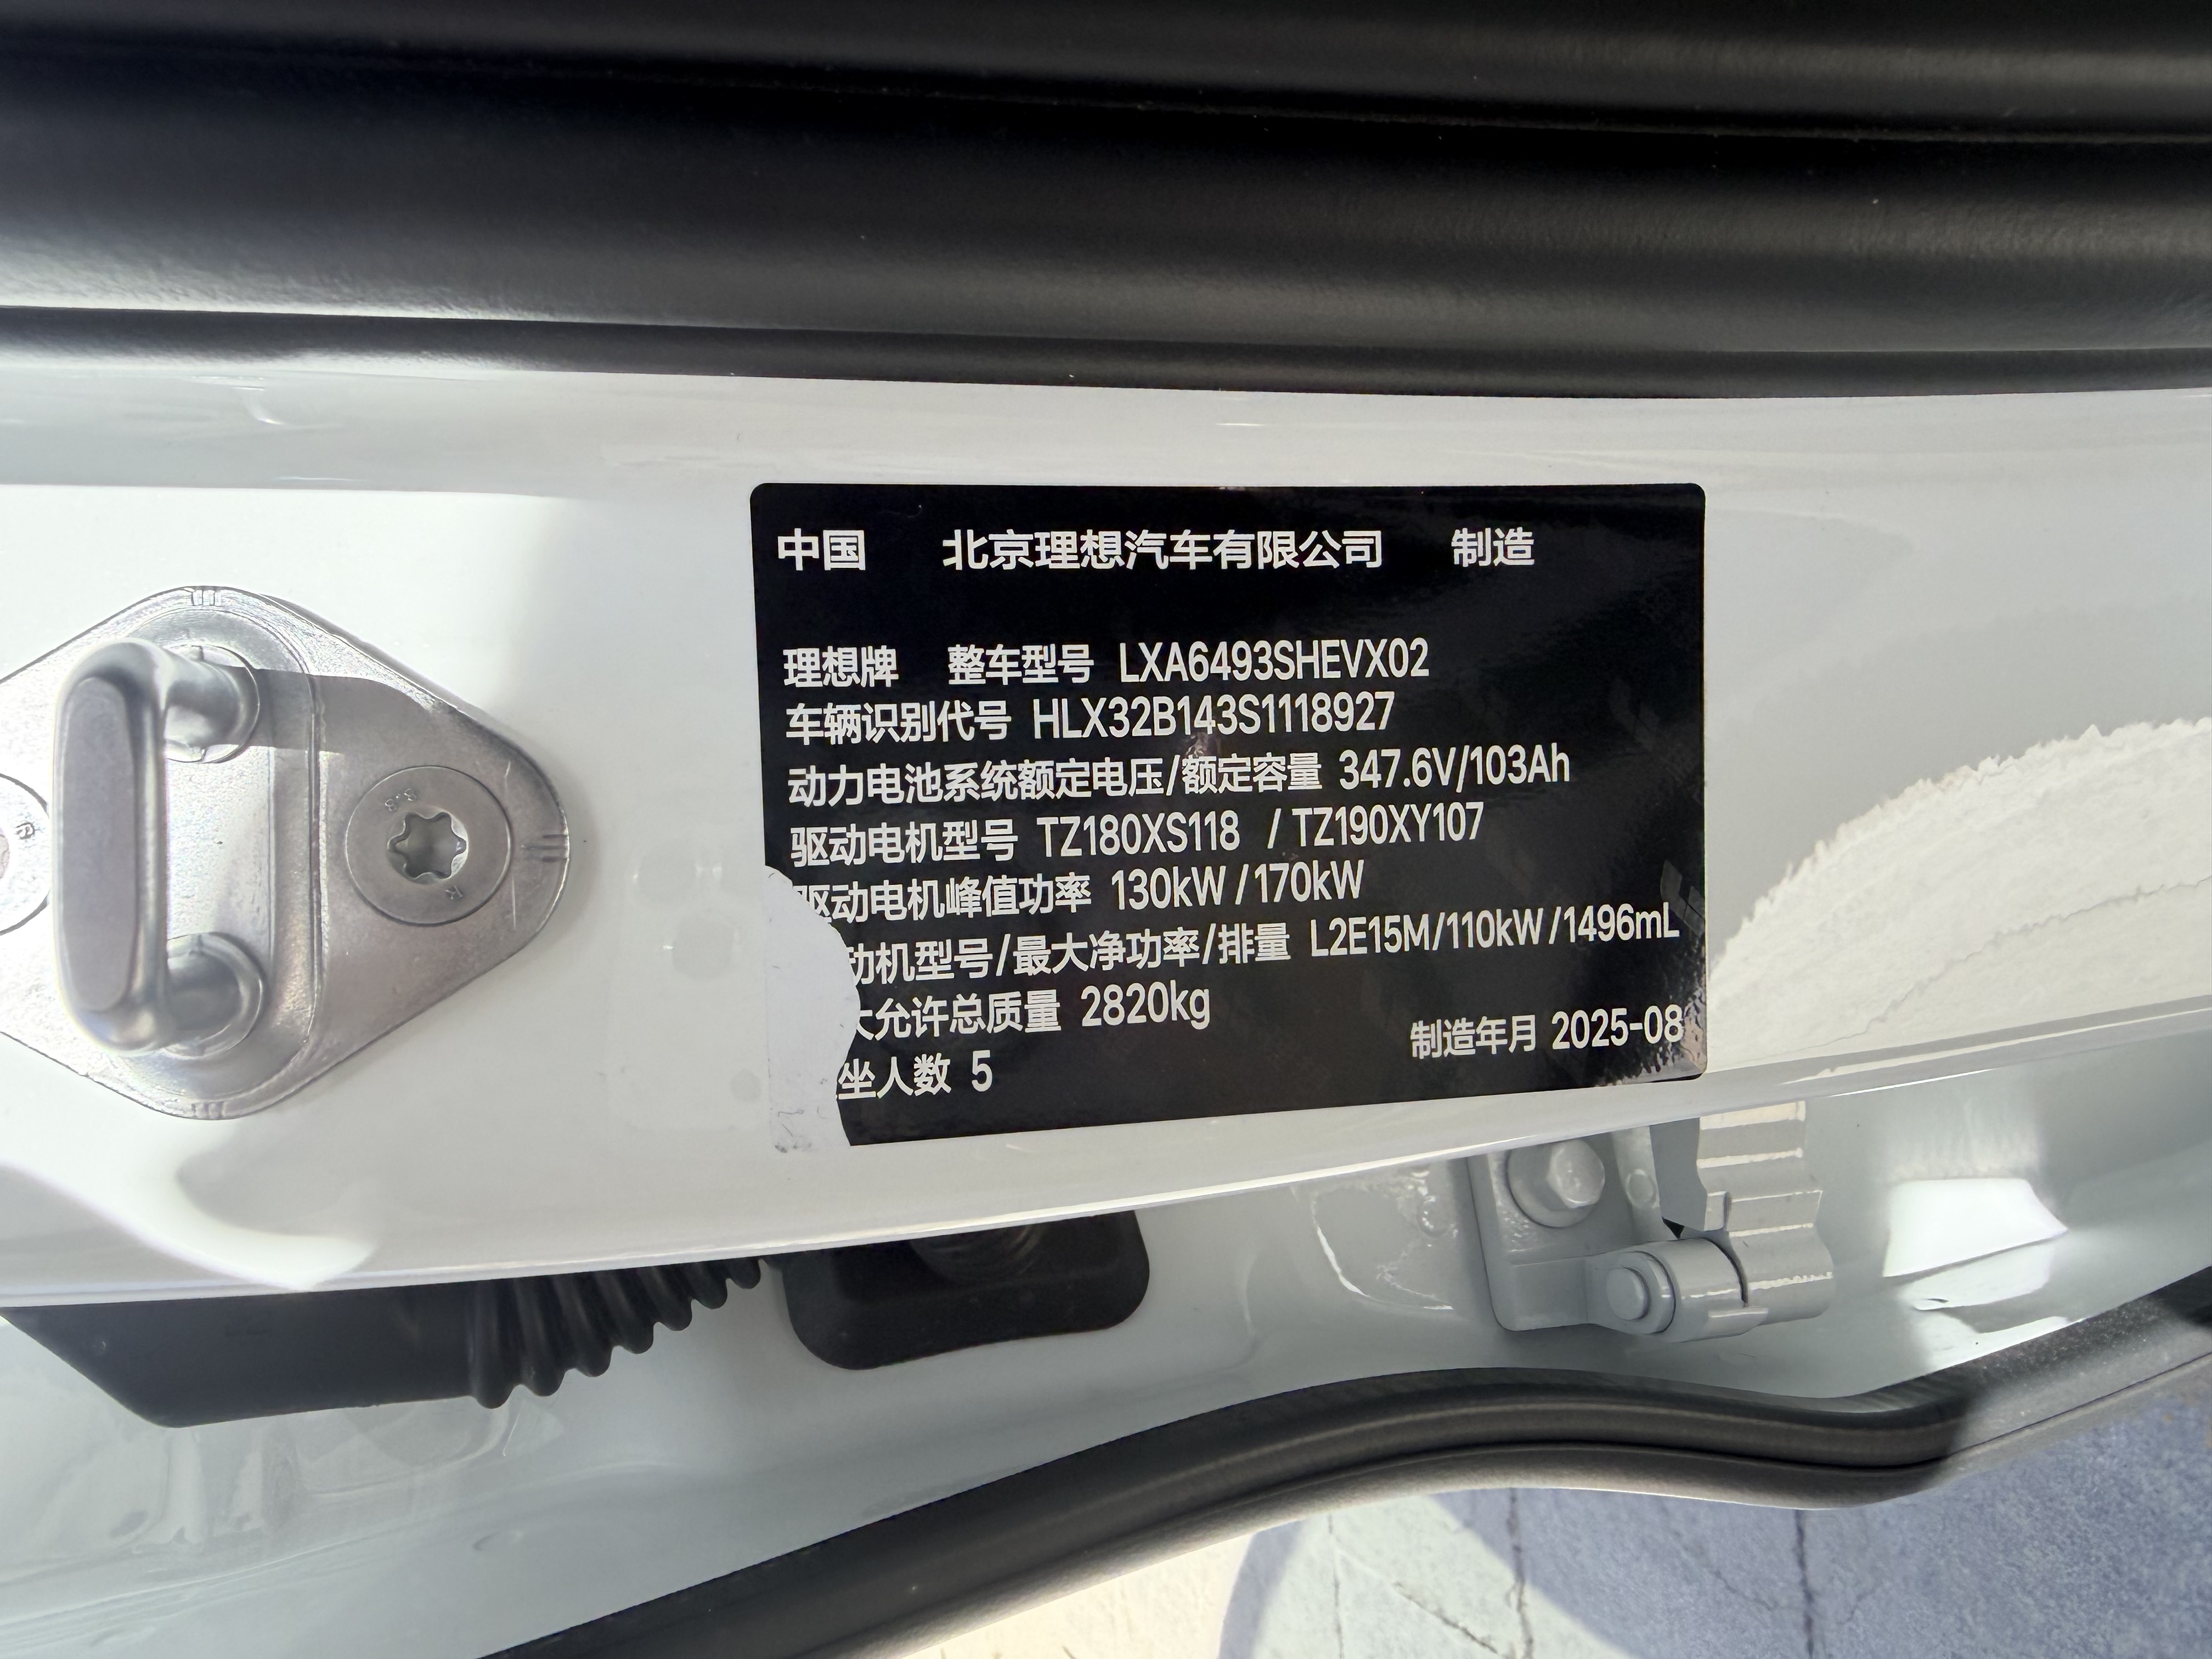 中国 北京理想汽车有限公司 制造
理想牌 整车型号 LXA6493SHEVX02
车辆识别代号 HLX32B143S1118927
动力电池系统额定电压/额定容量 347.6V/103Ah
驱动电机型号 TZ180XS118 / TZ190XY107
驱动电机峰值功率 130kW / 170kW
动机型号/最大净功率/排量 L2E15M/110kW/1496mL
大允许总质量 2820kg
坐人数 5
制造年月 2025-08
8.8
K